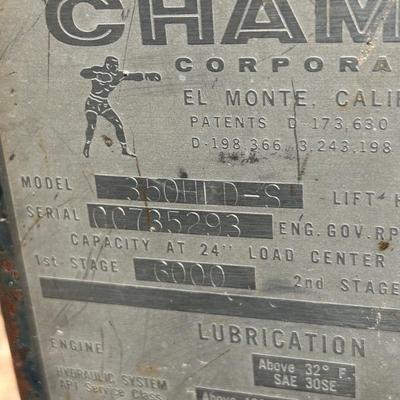 CHAM
CORPORA
EL MONTE, CALIF
PATENTS D-173,630
D-198,366 3,243,198
MODEL 350HLD-S LIFT H
SERIAL CC735293 ENG.GOV.RP
CAPACITY AT 24" LOAD CENTER
1st STAGE 6000 2nd STAGE
LUBRICATION
ENGINE
Above 32° F.
SAE 30SE
HYDRAULIC SYSTEM
API Service Class